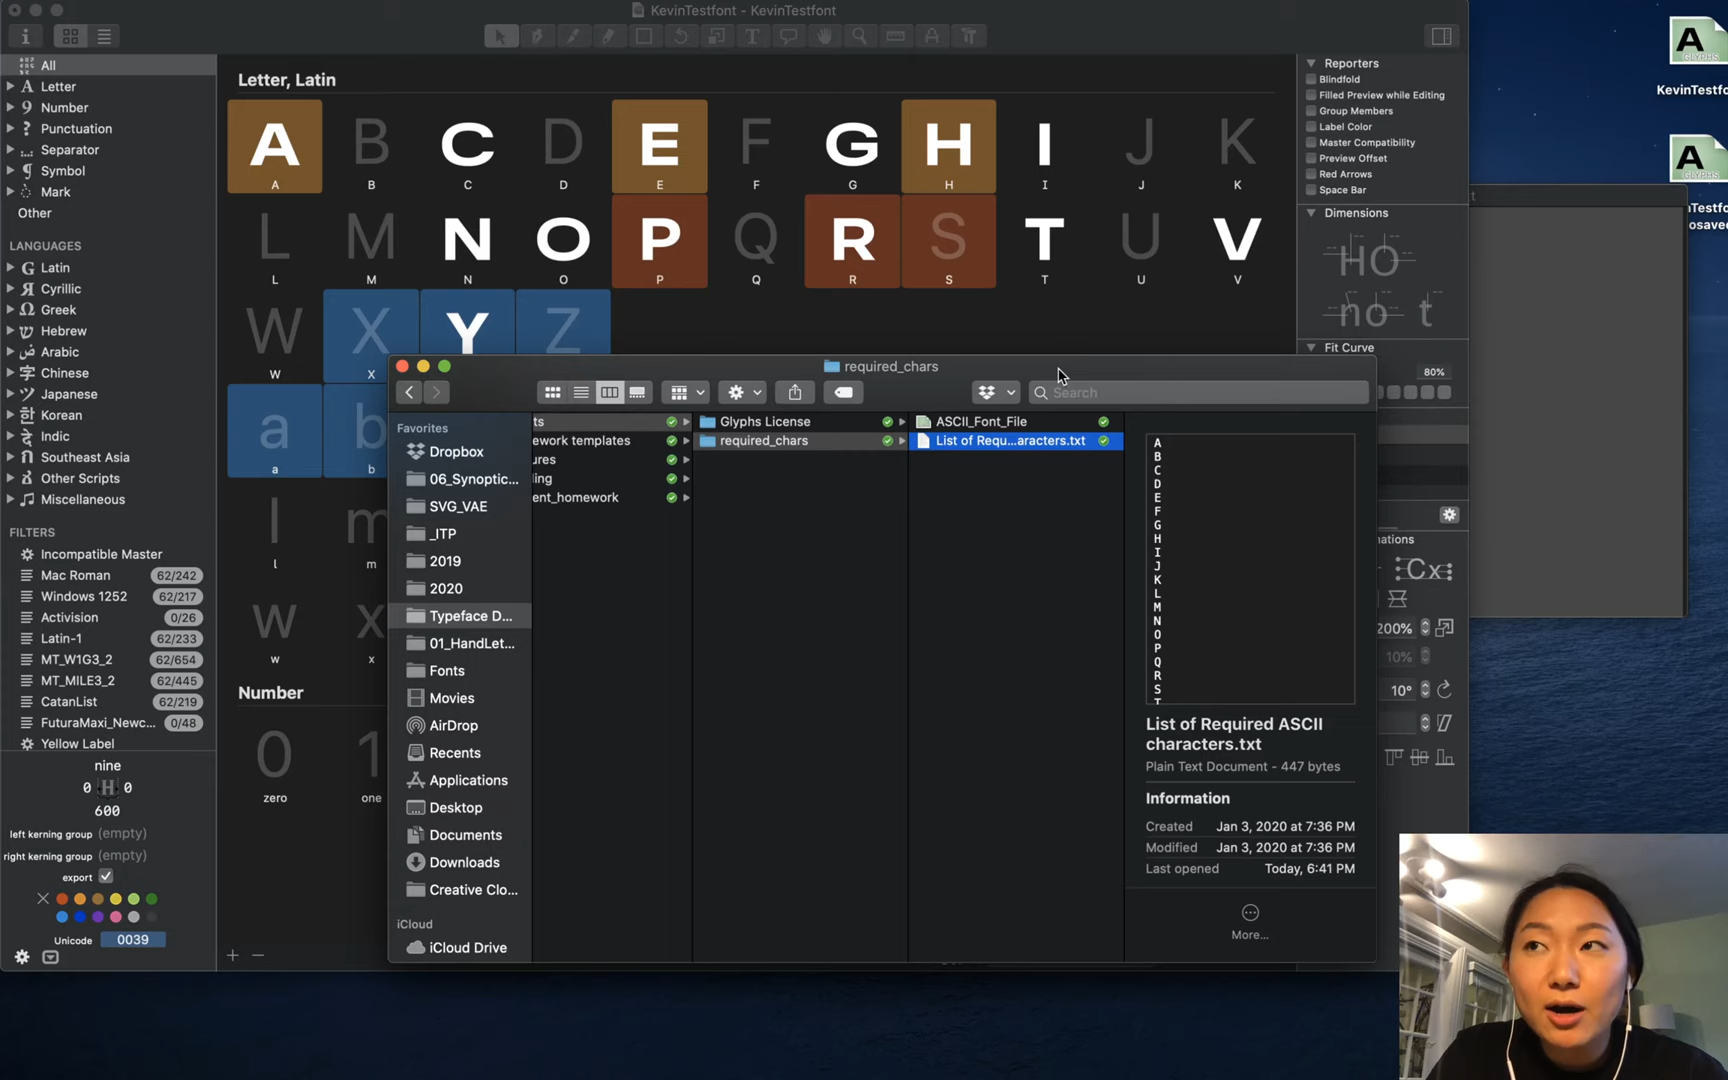 KevinTestfont - KevinTestfont
All
Letter
Number
Punctuation
Separator
Symbol
Mark
Other
LANGUAGES
Latin
Cyrillic
Greek
Hebrew
Arabic
Chinese
Japanese
Korean
Indic
Southeast Asia
Other Scripts
Miscellaneous
FILTERS
Incompatible Master
Mac Roman 62/242
Windows 1252 62/217
Activision 0/26
Latin-1 62/233
MT_W1G3_2 62/654
MT_MILE3_2 62/445
CatanList 62/219
FuturaMaxi_Newc... 0/48
Yellow Label
nine
0 H 0
600
left kerning group (empty)
right kerning group (empty)
export
Unicode 0039
Letter, Latin
A B C D E F G H I J K
A B C D E F G H I J K
L M N O P Q R S T U V
L M N O P Q R S T U V
W X Y Z
W X
a b
a b
l m
l m
w x
w x
Number
0 1
zero one
required_chars
Search
Favorites
Dropbox
06_Synoptic...
SVG_VAE
_ITP
2019
2020
Typeface D...
01_HandLet...
Fonts
Movies
AirDrop
Recents
Applications
Desktop
Documents
Downloads
Creative Clo...
iCloud
iCloud Drive
ts
ework templates
ures
ling
ent_homework
Glyphs License
required_chars
ASCII_Font_File
List of Requ...aracters.txt
A
B
C
D
E
F
G
H
I
J
K
L
M
N
O
P
Q
R
S
T
List of Required ASCII
characters.txt
Plain Text Document - 447 bytes
Information
Created Jan 3, 2020 at 7:36 PM
Modified Jan 3, 2020 at 7:36 PM
Last opened Today, 6:41 PM
More...
Reporters
Blindfold
Filled Preview while Editing
Group Members
Label Color
Master Compatibility
Preview Offset
Red Arrows
Space Bar
Dimensions
HO
no t
Fit Curve
80%
ations
Cx
200%
10%
10°
A
GLYPHS
KevinTestfo
A
GLYPHS
nTestfon
osaved